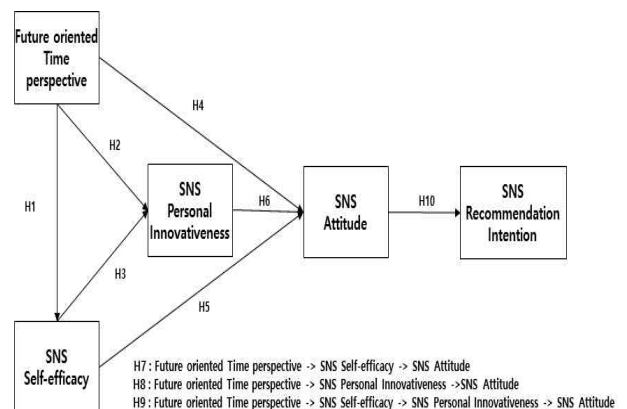 Future oriented
Time
perspective
H4
H2
H1
SNS
Personal
Innovativeness
H6
SNS
Attitude
H10
SNS
Recommendation
Intention
H3
H5
SNS
Self-efficacy
H7 : Future oriented Time perspective -> SNS Self-efficacy -> SNS Attitude
H8 : Future oriented Time perspective -> SNS Personal Innovativeness ->SNS Attitude
H9 : Future oriented Time perspective -> SNS Self-efficacy -> SNS Personal Innovativeness -> SNS Attitude